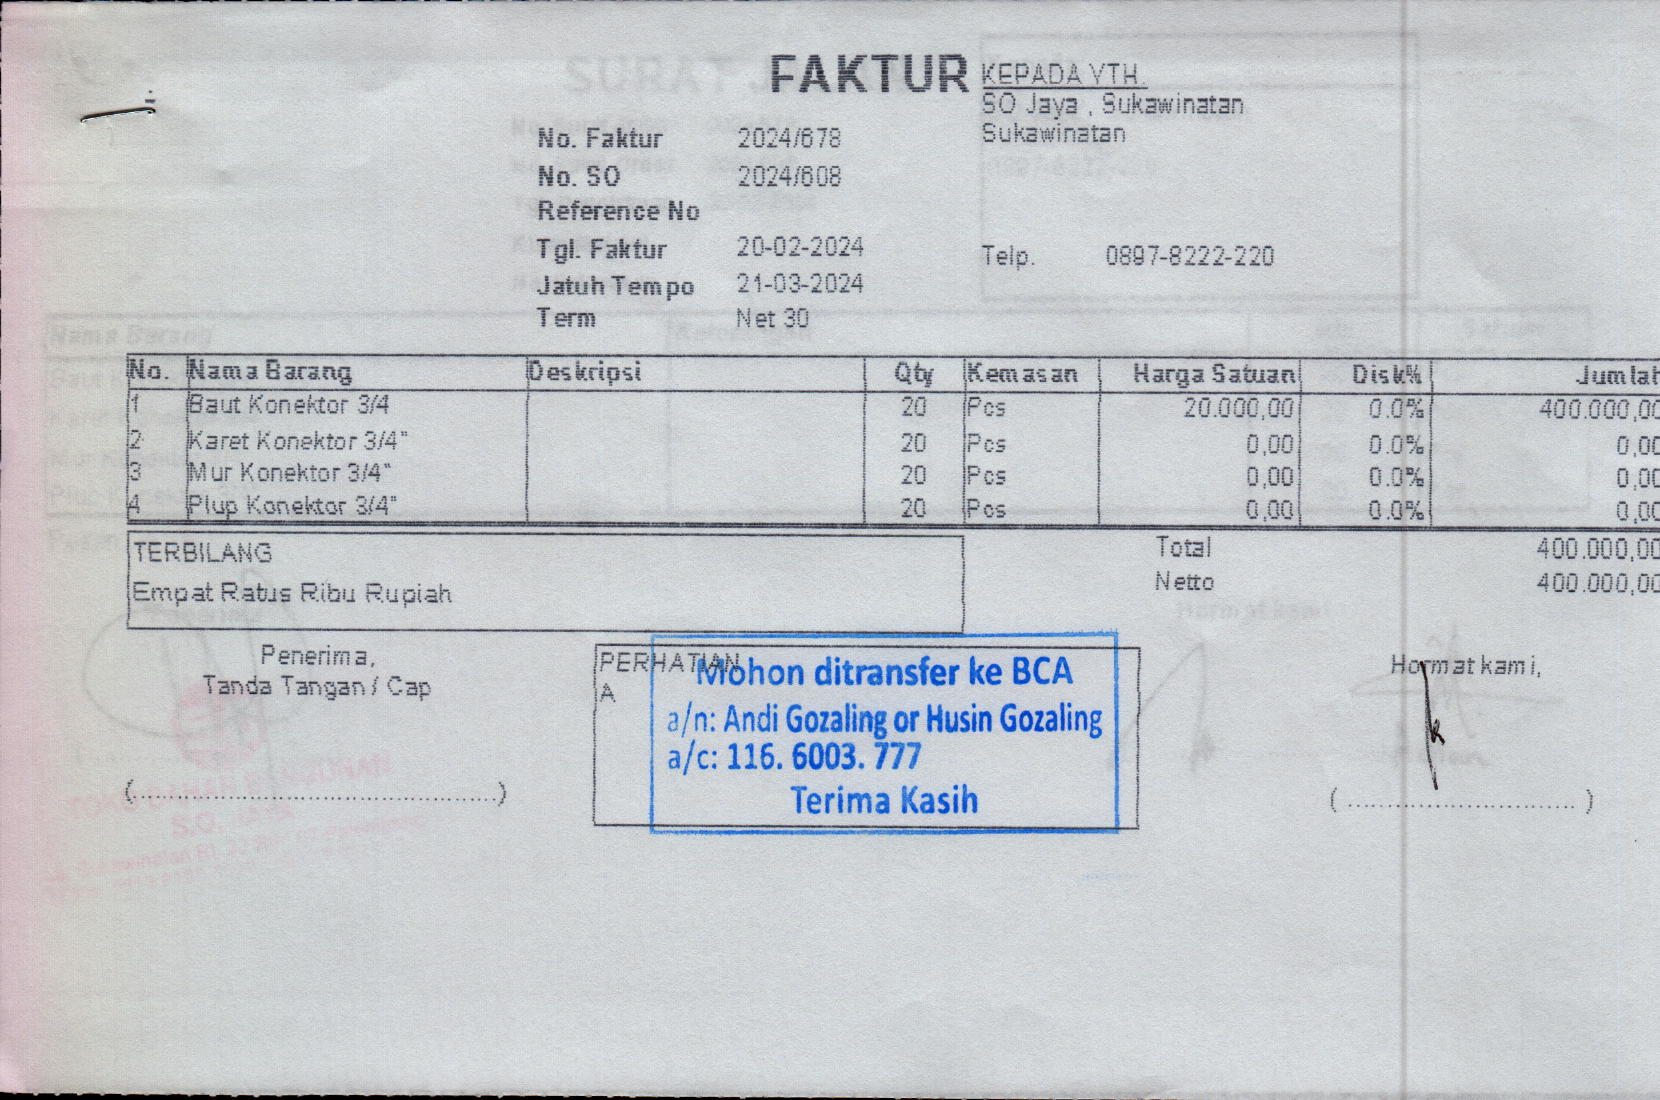 FAKTUR
KEPADA YTH.
SO Jaya , Sukawinatan
Sukawinatan
No. Faktur 2024/678
No. SO 2024/608
Reference No
Tgl. Faktur 20-02-2024
Telp. 0897-8222-220
Jatuh Tempo 21-03-2024
Term Net 30
No. Nama Barang Deskripsi Qty Kemasan Harga Satuan Disk% Jumlah
1 Baut Konektor 3/4 20 Pcs 20.000,00 0.0% 400.000,00
2 Karet Konektor 3/4" 20 Pcs 0,00 0.0% 0,00
3 Mur Konektor 3/4" 20 Pcs 0,00 0.0% 0,00
4 Plup Konektor 3/4" 20 Pcs 0,00 0.0% 0,00
TERBILANG
Empat Ratus Ribu Rupiah
Total 400.000,00
Netto 400.000,00
Penerima,
Tanda Tangan / Cap
PERHATIAN
A
Mohon ditransfer ke BCA
a/n: Andi Gozaling or Husin Gozaling
a/c: 116. 6003. 777
Terima Kasih
Hormat kami,